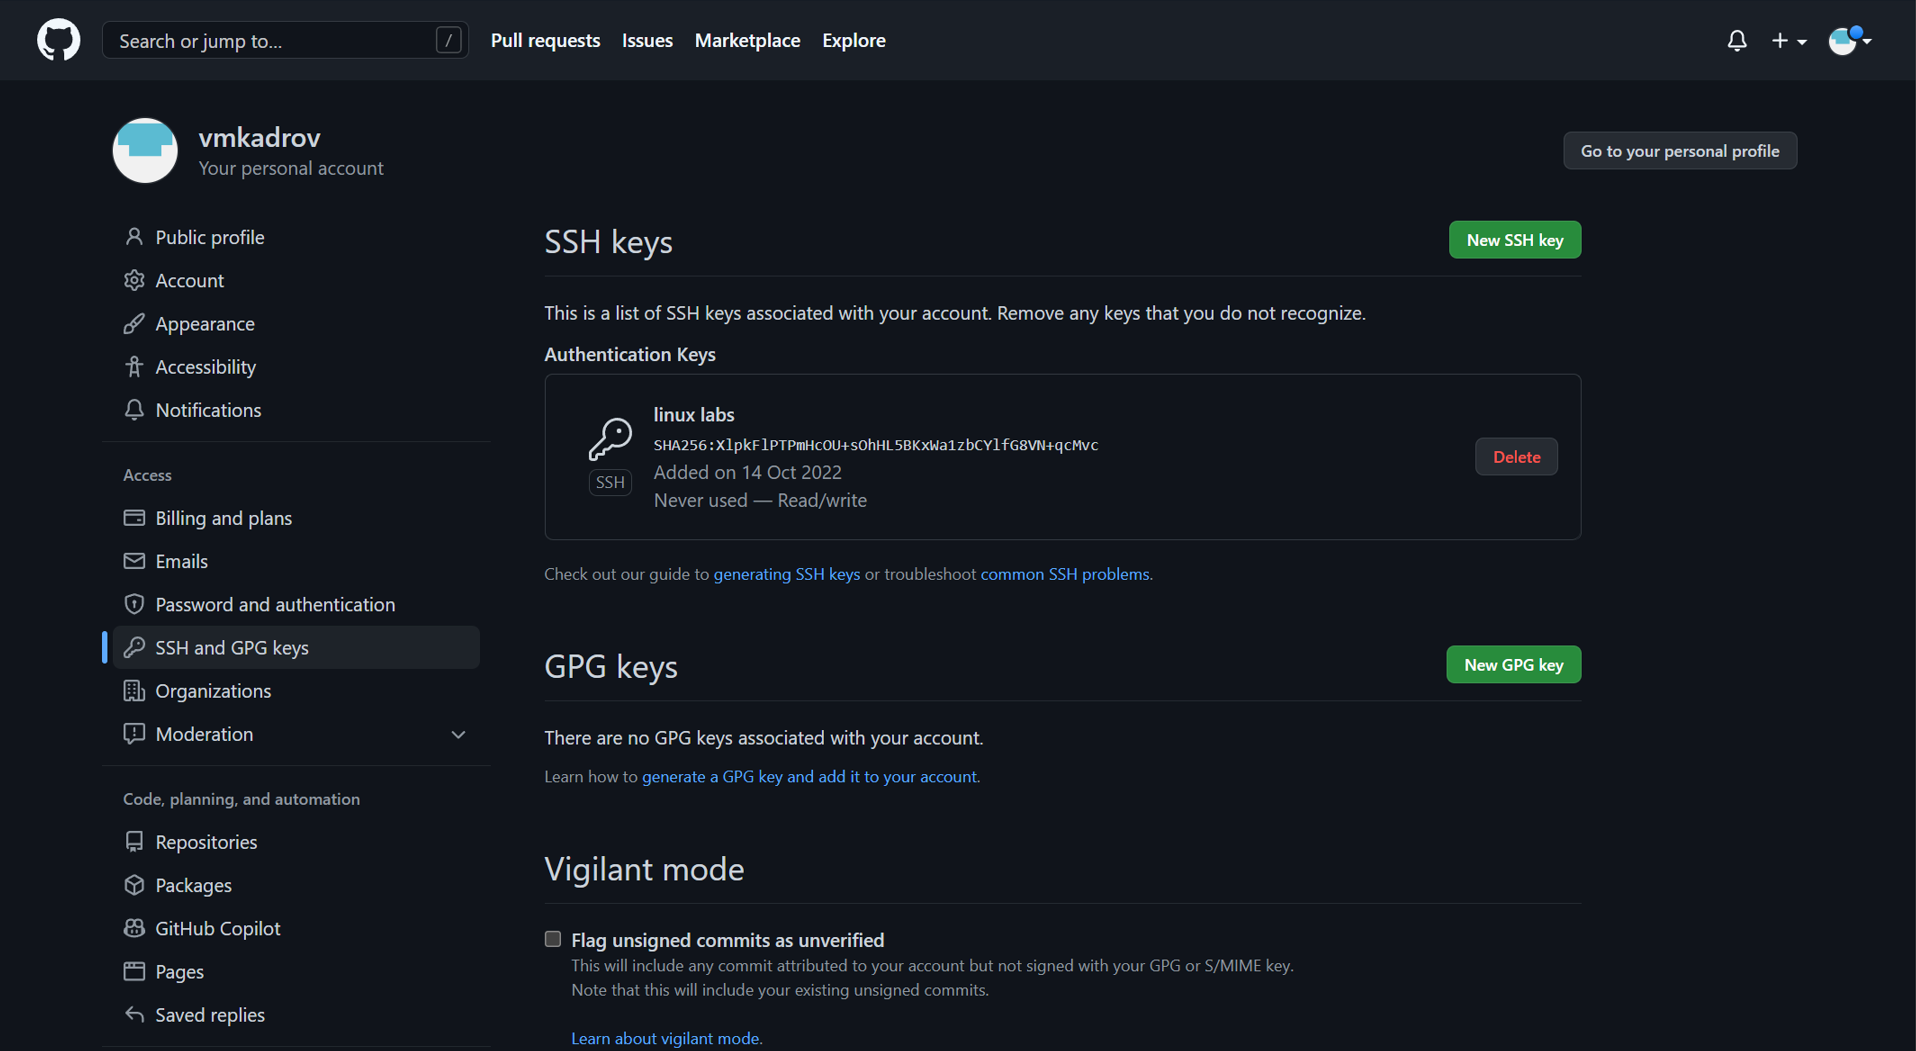 Search or jump to... /
Pull requests
Issues
Marketplace
Explore
vmkadrov
Your personal account
Go to your personal profile
Public profile
Account
Appearance
Accessibility
Notifications
Access
Billing and plans
Emails
Password and authentication
SSH and GPG keys
Organizations
Moderation
Code, planning, and automation
Repositories
Packages
GitHub Copilot
Pages
Saved replies
SSH keys
New SSH key
This is a list of SSH keys associated with your account. Remove any keys that you do not recognize.
Authentication Keys
linux labs
SHA256:XlpkFlPTPmHcOU+sOhHL5BKxWa1zbCYlfG8VN+qcMvc
Added on 14 Oct 2022
Never used — Read/write
SSH
Delete
Check out our guide to generating SSH keys or troubleshoot common SSH problems.
GPG keys
New GPG key
There are no GPG keys associated with your account.
Learn how to generate a GPG key and add it to your account.
Vigilant mode
Flag unsigned commits as unverified
This will include any commit attributed to your account but not signed with your GPG or S/MIME key.
Note that this will include your existing unsigned commits.
Learn about vigilant mode.